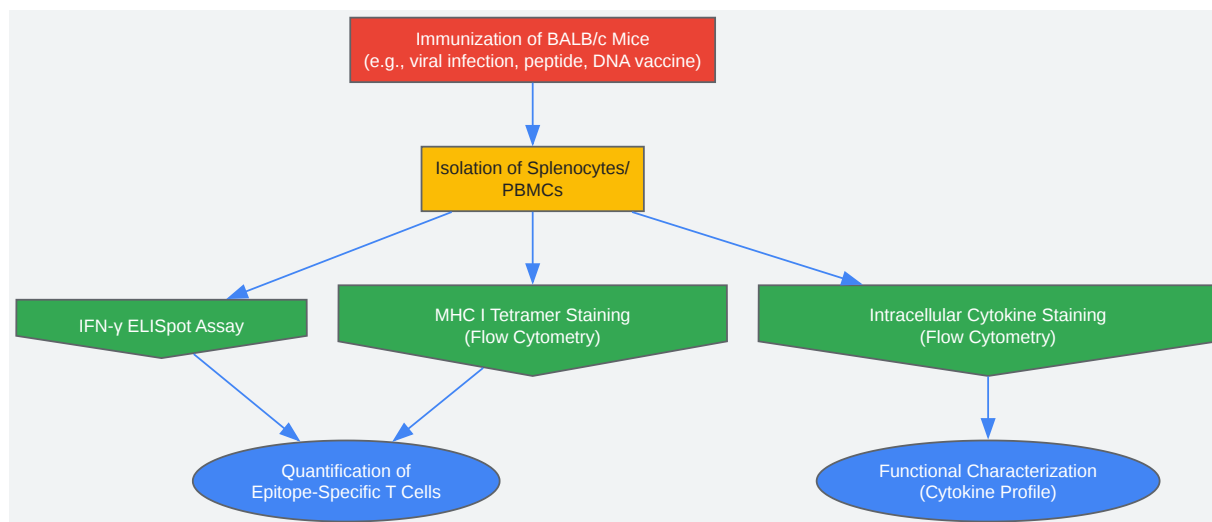 Immunization of BALB/c Mice
(e.g., viral infection, peptide, DNA vaccine)
Isolation of Splenocytes/
PBMCs
IFN-γ ELISpot Assay
MHC I Tetramer Staining
(Flow Cytometry)
Intracellular Cytokine Staining
(Flow Cytometry)
Quantification of
Epitope-Specific T Cells
Functional Characterization
(Cytokine Profile)